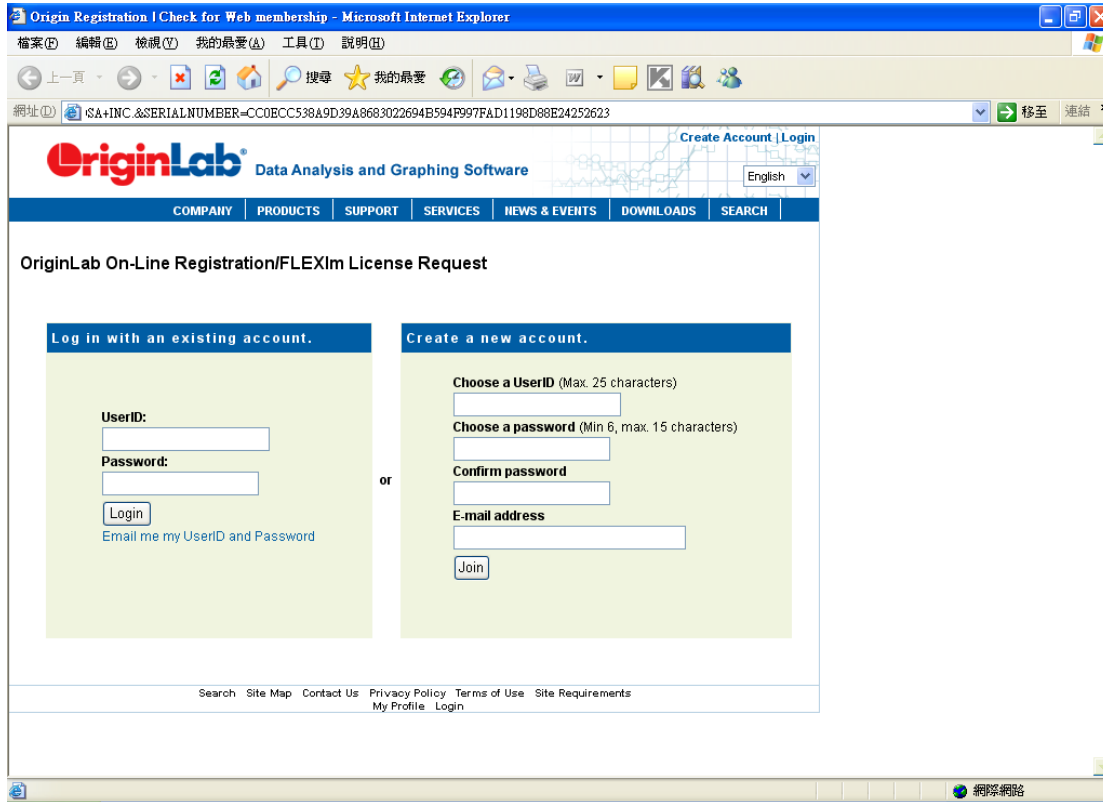 Origin Registration | Check for Web membership - Microsoft Internet Explorer
檔案(F) 編輯(E) 檢視(V) 我的最愛(A) 工具(T) 說明(H)
上一頁 搜尋 我的最愛
網址(D) SA+INC.&SERIALNUMBER=CC0ECC538A9D39A8683022694B594F997FAD1198D88E24252623 移至 連結
Create Account | Login
OriginLab® Data Analysis and Graphing Software
English
COMPANY PRODUCTS SUPPORT SERVICES NEWS & EVENTS DOWNLOADS SEARCH
OriginLab On-Line Registration/FLEXlm License Request
Log in with an existing account.
UserID:
Password:
Login
Email me my UserID and Password
or
Create a new account.
Choose a UserID (Max. 25 characters)
Choose a password (Min 6, max. 15 characters)
Confirm password
E-mail address
Join
Search Site Map Contact Us Privacy Policy Terms of Use Site Requirements
My Profile Login
網際網路